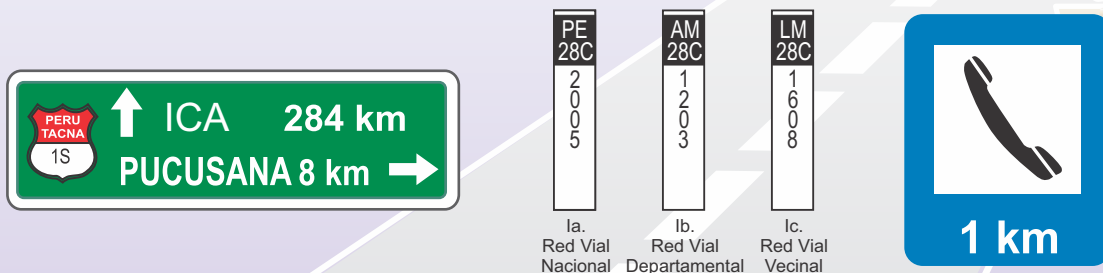 PERU
TACNA
1S
ICA 284 km
PUCUSANA 8 km
PE
28C
2
0
0
5
Ia.
Red Vial
Nacional
AM
28C
1
2
0
3
Ib.
Red Vial
Departamental
LM
28C
1
6
0
8
Ic.
Red Vial
Vecinal
1 km